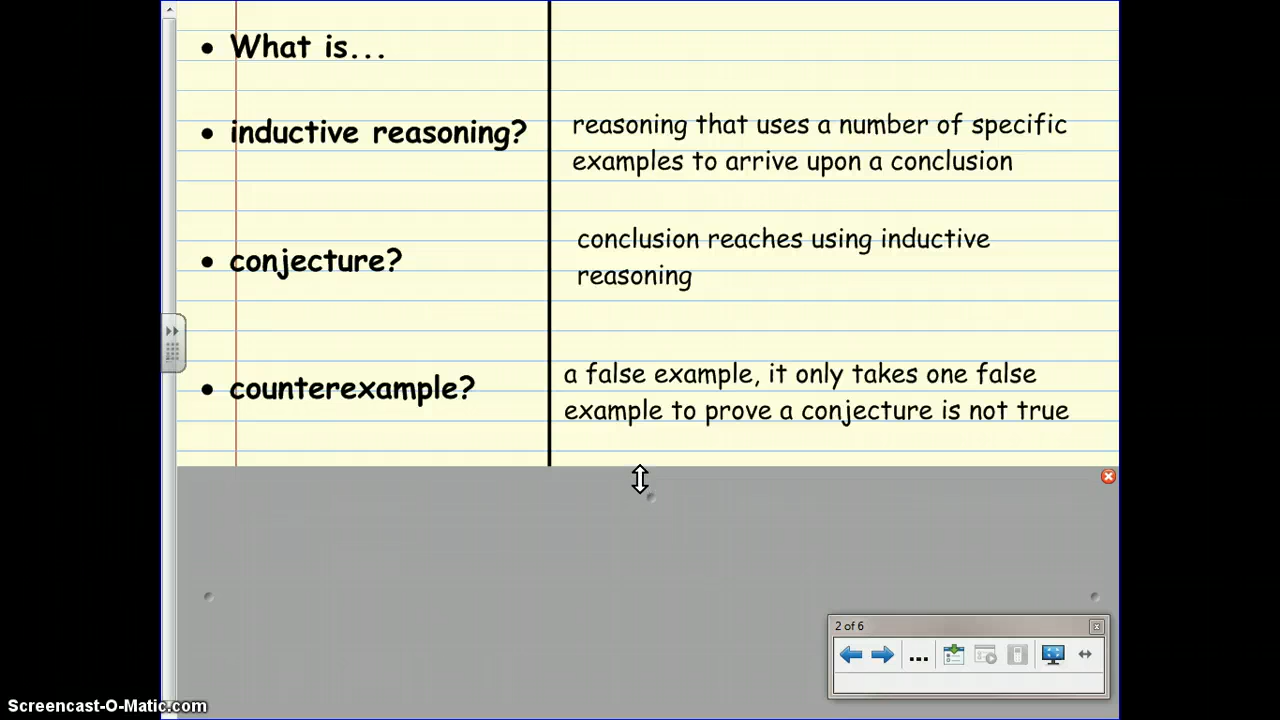 • What is...
• inductive reasoning?
reasoning that uses a number of specific
examples to arrive upon a conclusion
• conjecture?
conclusion reaches using inductive
reasoning
• counterexample?
a false example, it only takes one false
example to prove a conjecture is not true
2 of 6
Screencast-O-Matic.com